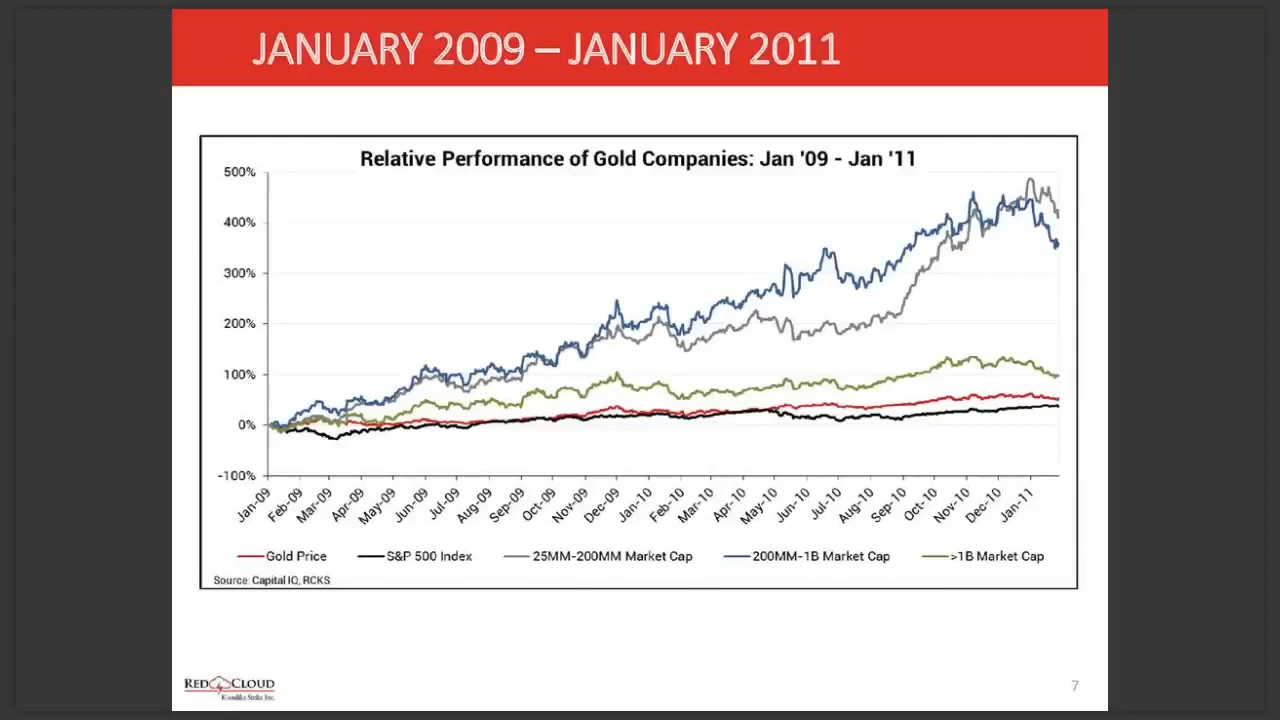 JANUARY 2009 – JANUARY 2011
Relative Performance of Gold Companies: Jan '09 - Jan '11
500%
400%
300%
200%
100%
0%
-100%
Jan-09 Feb-09 Mar-09 Apr-09 May-09 Jun-09 Jul-09 Aug-09 Sep-09 Oct-09 Nov-09 Dec-09 Jan-10 Feb-10 Mar-10 Apr-10 May-10 Jun-10 Jul-10 Aug-10 Sep-10 Oct-10 Nov-10 Dec-10 Jan-11
Gold Price S&P 500 Index 25MM-200MM Market Cap 200MM-1B Market Cap >1B Market Cap
Source: Capital IQ, RCKS
RED CLOUD
Klondike Strike Inc.
7